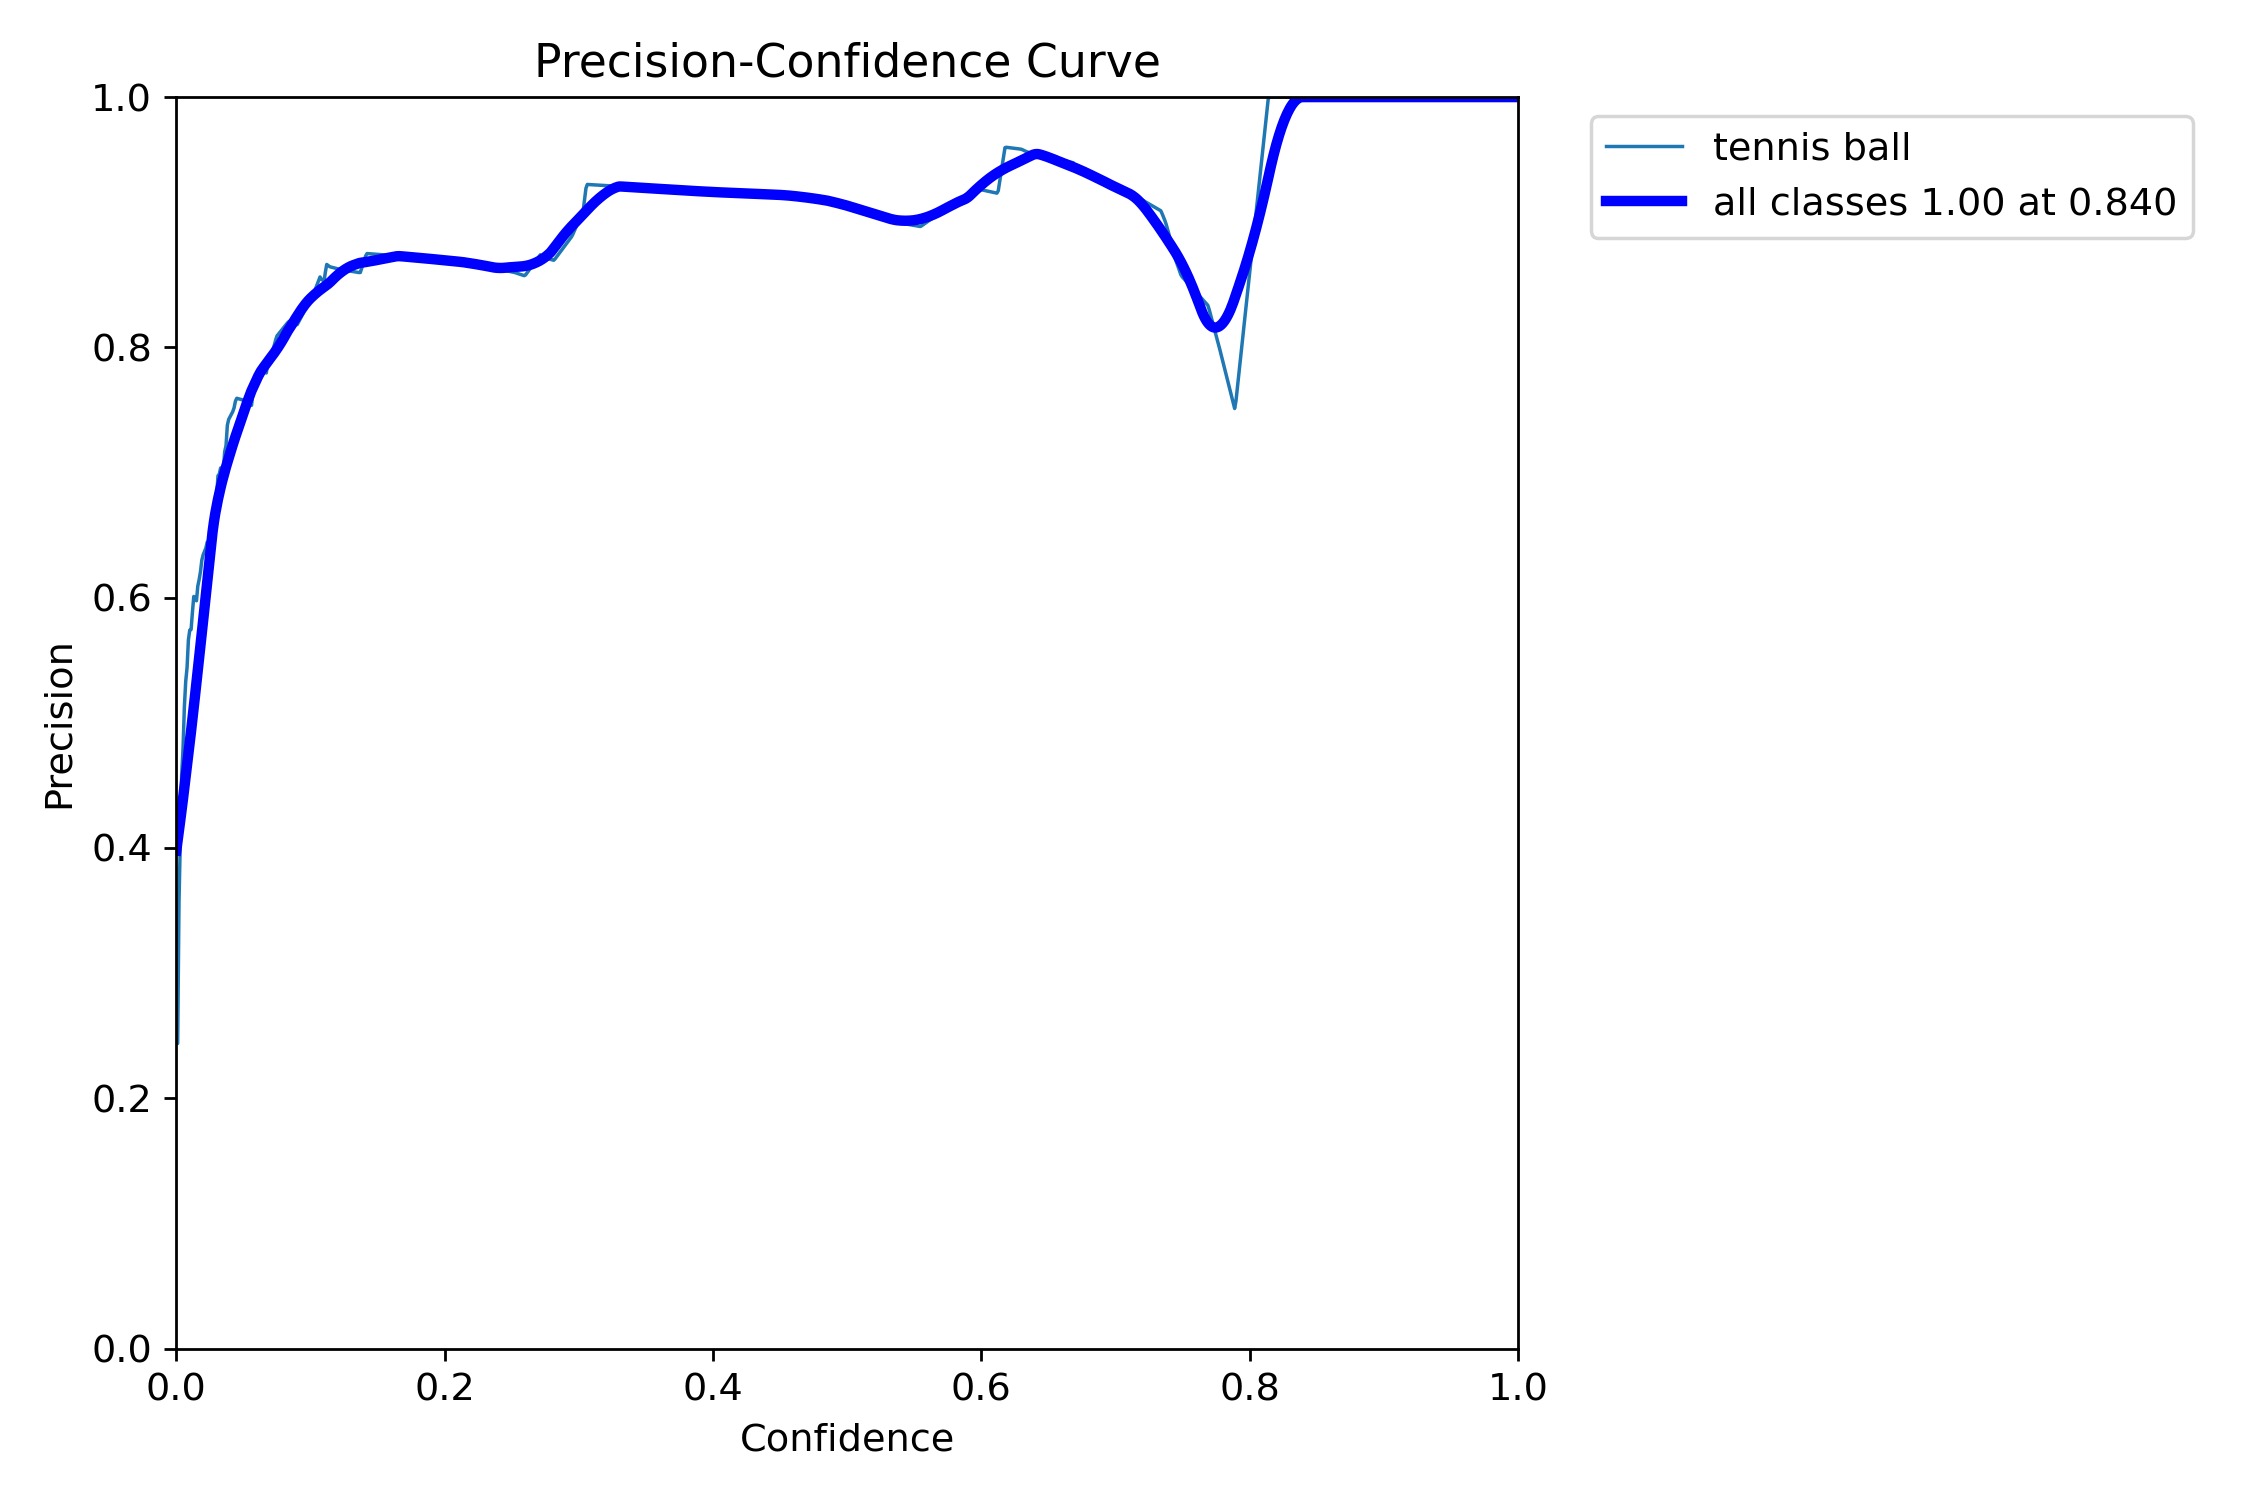 Precision-Confidence Curve
1.0
0.8
0.6
0.4
0.2
0.0
Precision
0.0 0.2 0.4 0.6 0.8 1.0
Confidence
tennis ball
all classes 1.00 at 0.840